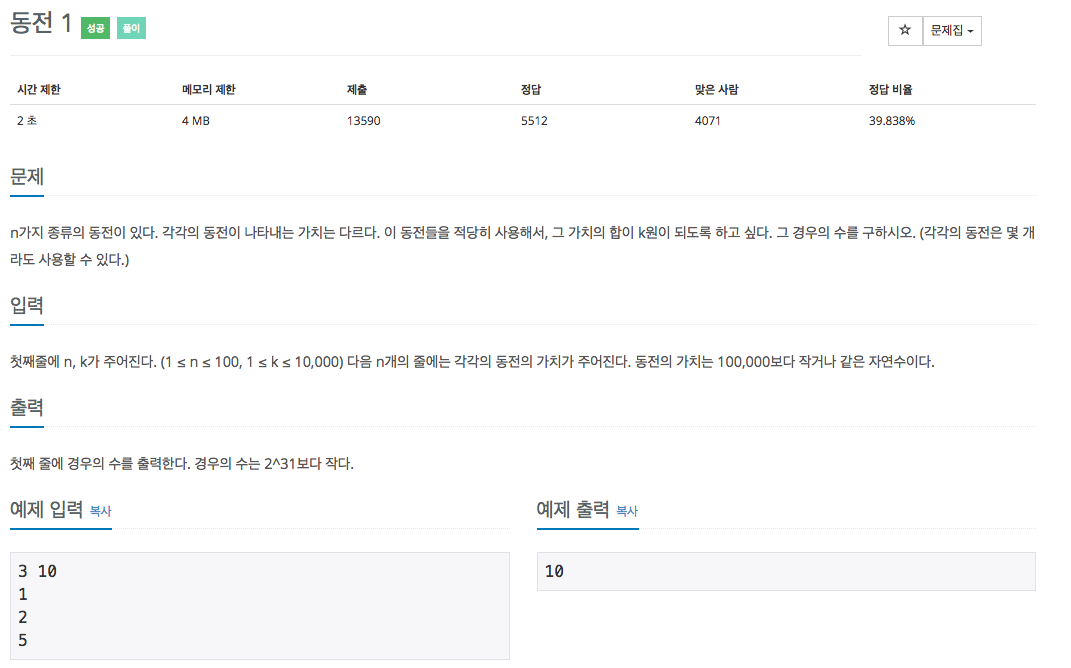 동전 1 성공 풀이
☆ 문제집
시간 제한 메모리 제한 제출 정답 맞은 사람 정답 비율
2 초 4 MB 13590 5512 4071 39.838%
문제
n가지 종류의 동전이 있다. 각각의 동전이 나타내는 가치는 다르다. 이 동전들을 적당히 사용해서, 그 가치의 합이 k원이 되도록 하고 싶다. 그 경우의 수를 구하시오. (각각의 동전은 몇 개
라도 사용할 수 있다.)
입력
첫째줄에 n, k가 주어진다. (1 ≤ n ≤ 100, 1 ≤ k ≤ 10,000) 다음 n개의 줄에는 각각의 동전의 가치가 주어진다. 동전의 가치는 100,000보다 작거나 같은 자연수이다.
출력
첫째 줄에 경우의 수를 출력한다. 경우의 수는 2^31보다 작다.
예제 입력 복사
3 10
1
2
5
예제 출력 복사
10